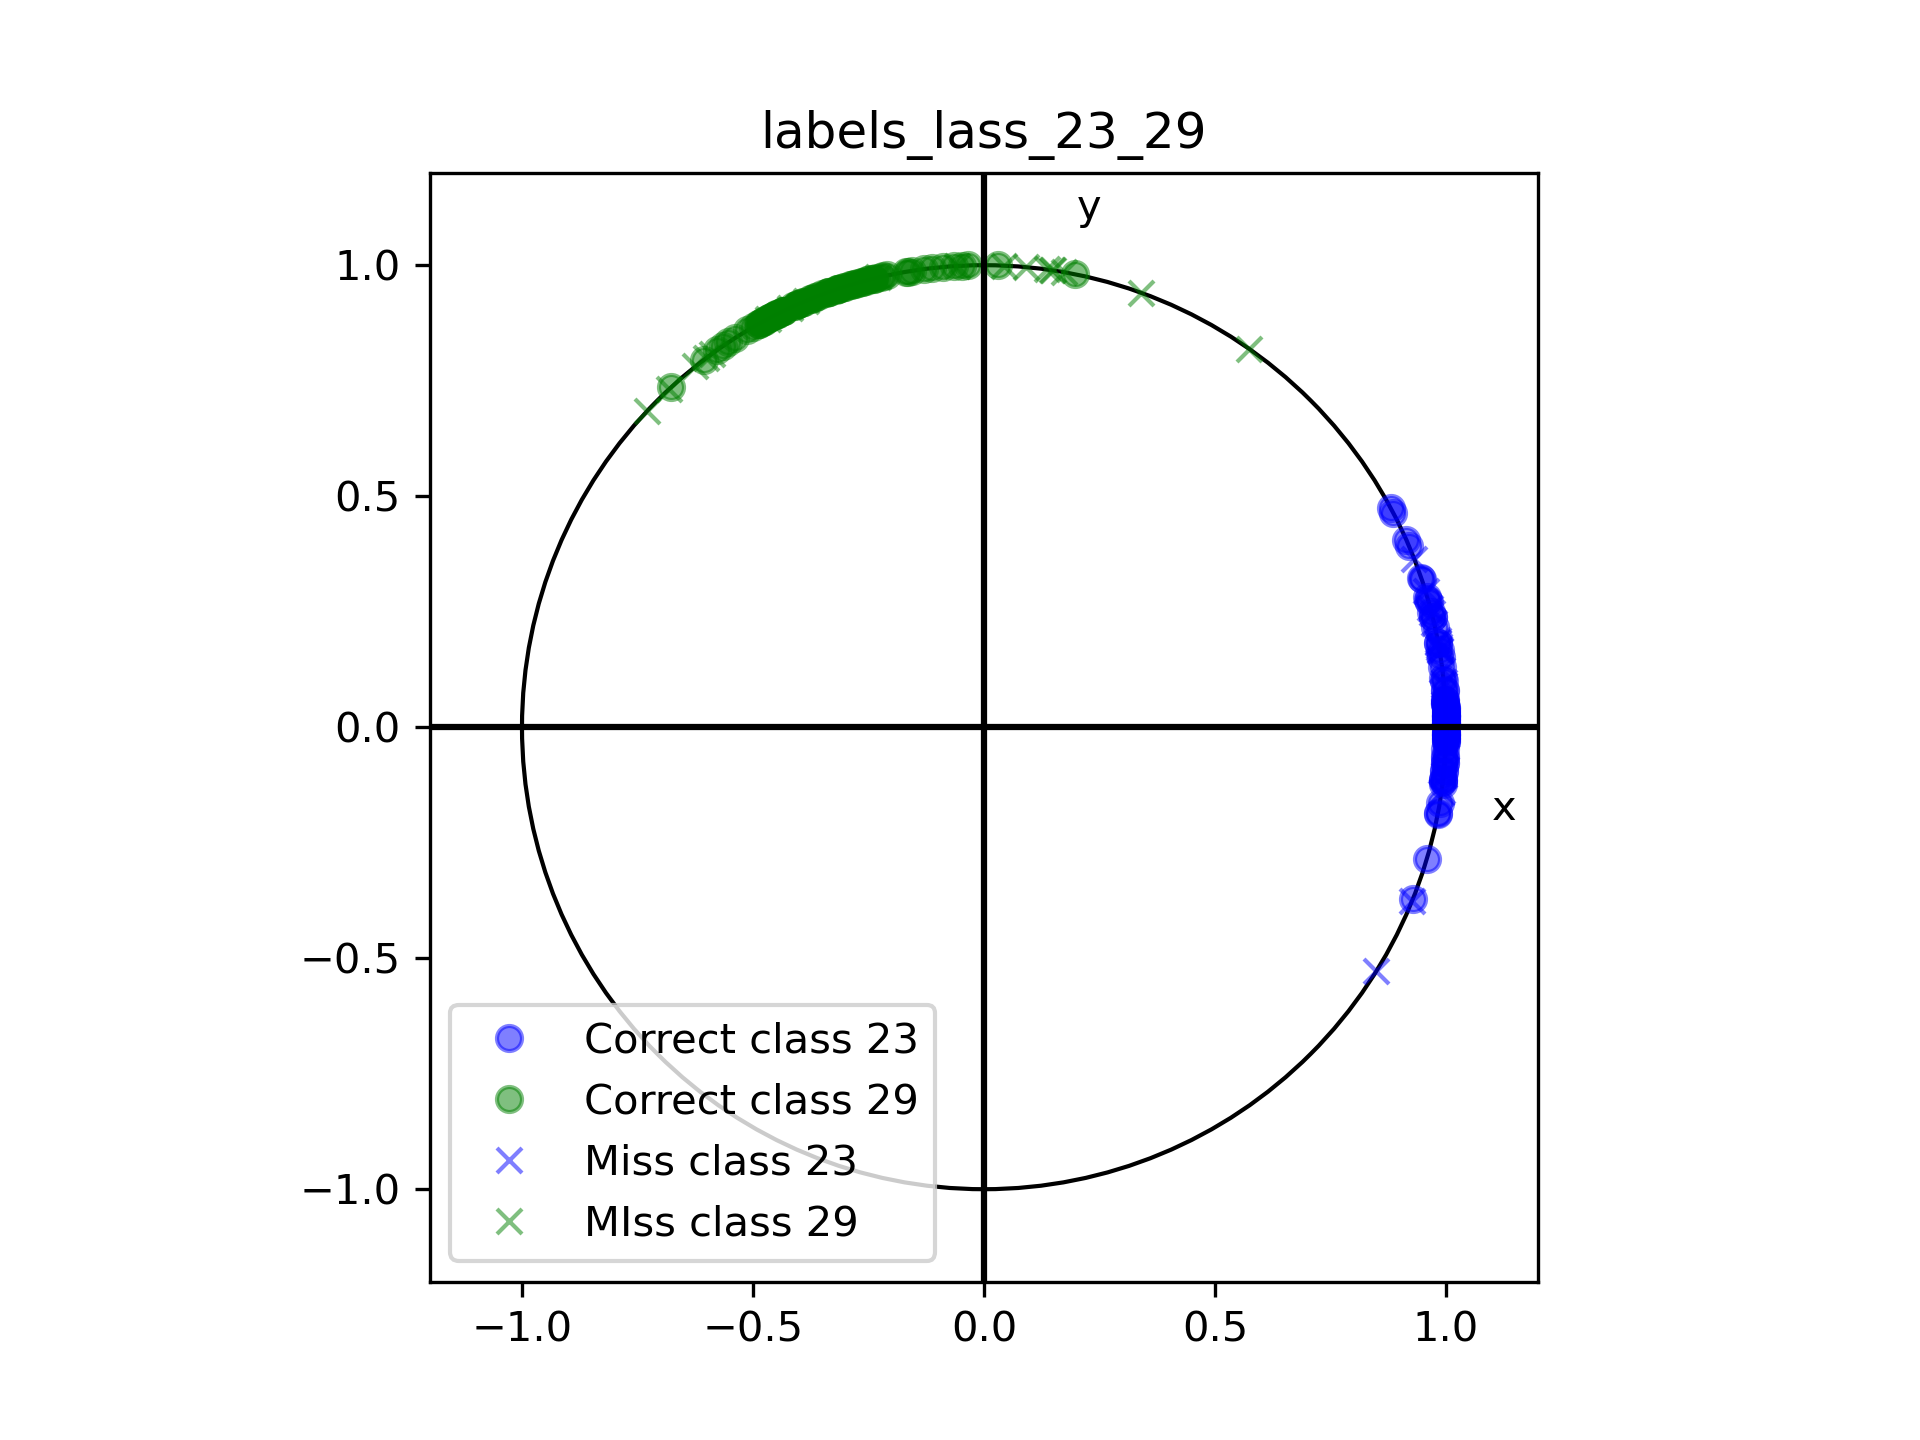 labels_lass_23_29
y
1.0
0.5
0.0
−0.5
−1.0
x
Correct class 23
Correct class 29
Miss class 23
MIss class 29
−1.0 −0.5 0.0 0.5 1.0